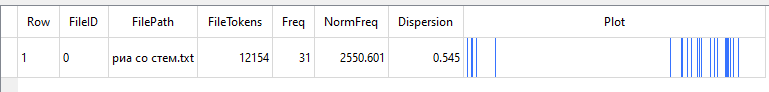 Row FileID FilePath FileTokens Freq NormFreq Dispersion Plot
1 0 риа со стем.txt 12154 31 2550.601 0.545